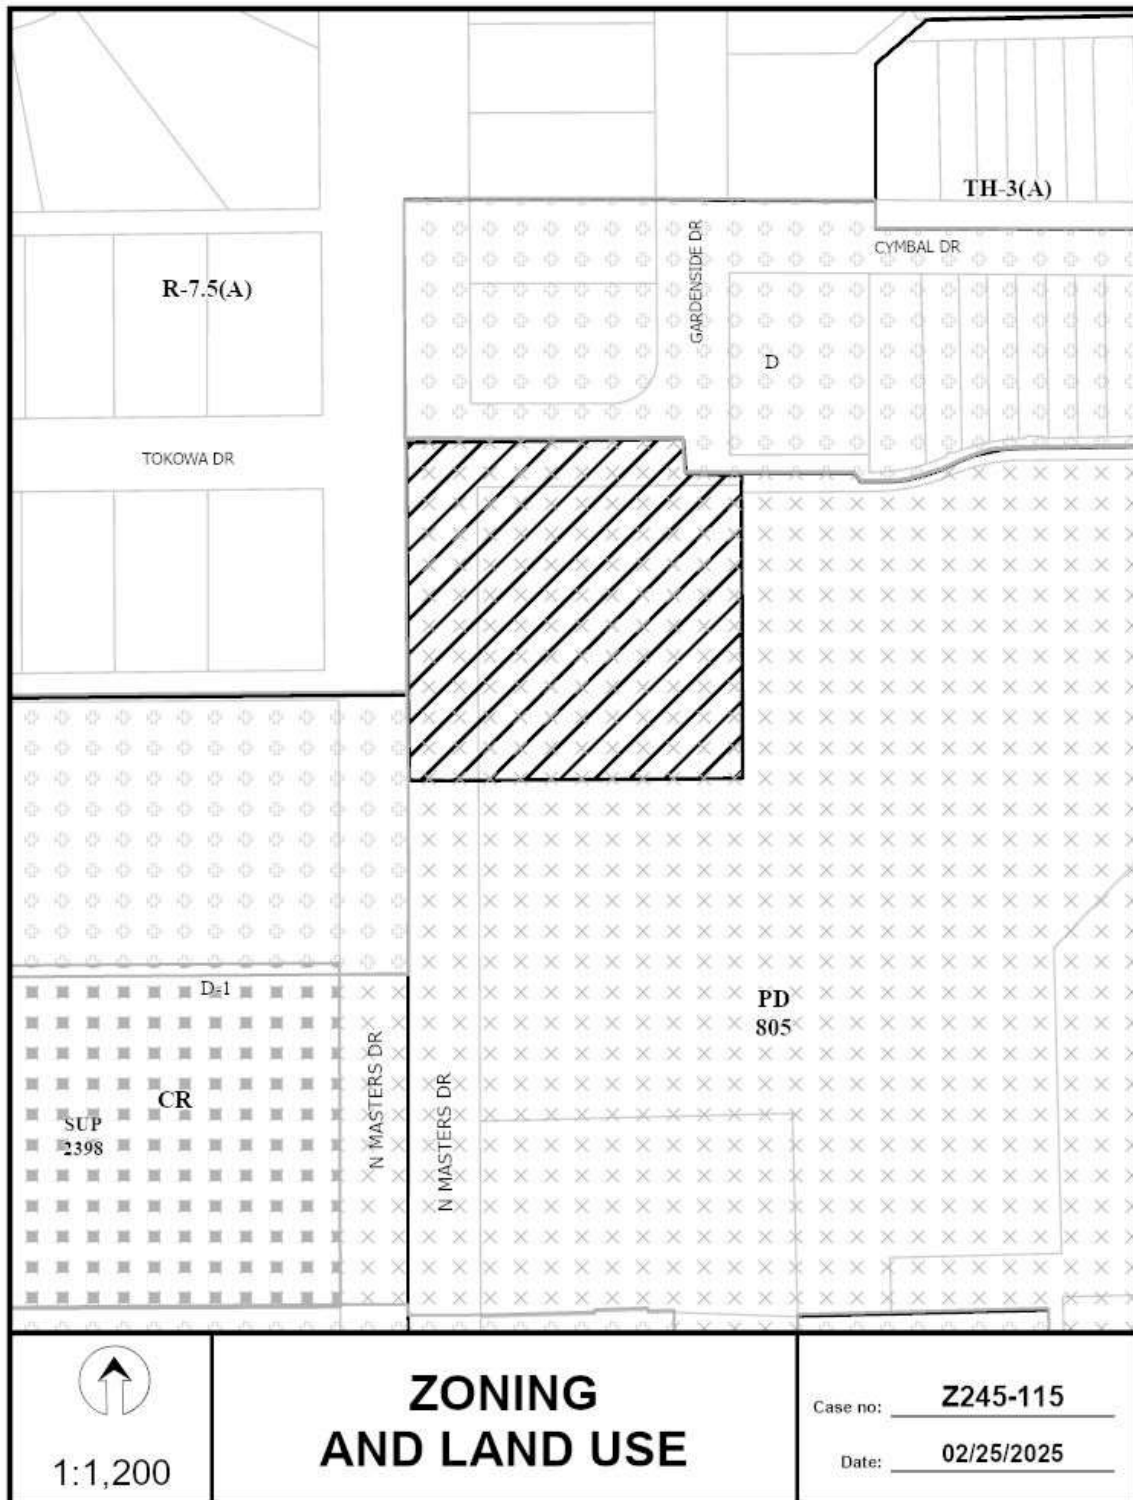 TH-3(A)
GARDENSIDE DR
CYMBAL DR
R-7.5(A)
D
TOKOWA DR
D-1
PD
805
CR
SUP
2398
N MASTERS DR
N MASTERS DR
1:1,200
ZONING
AND LAND USE
Case no: Z245-115
Date: 02/25/2025